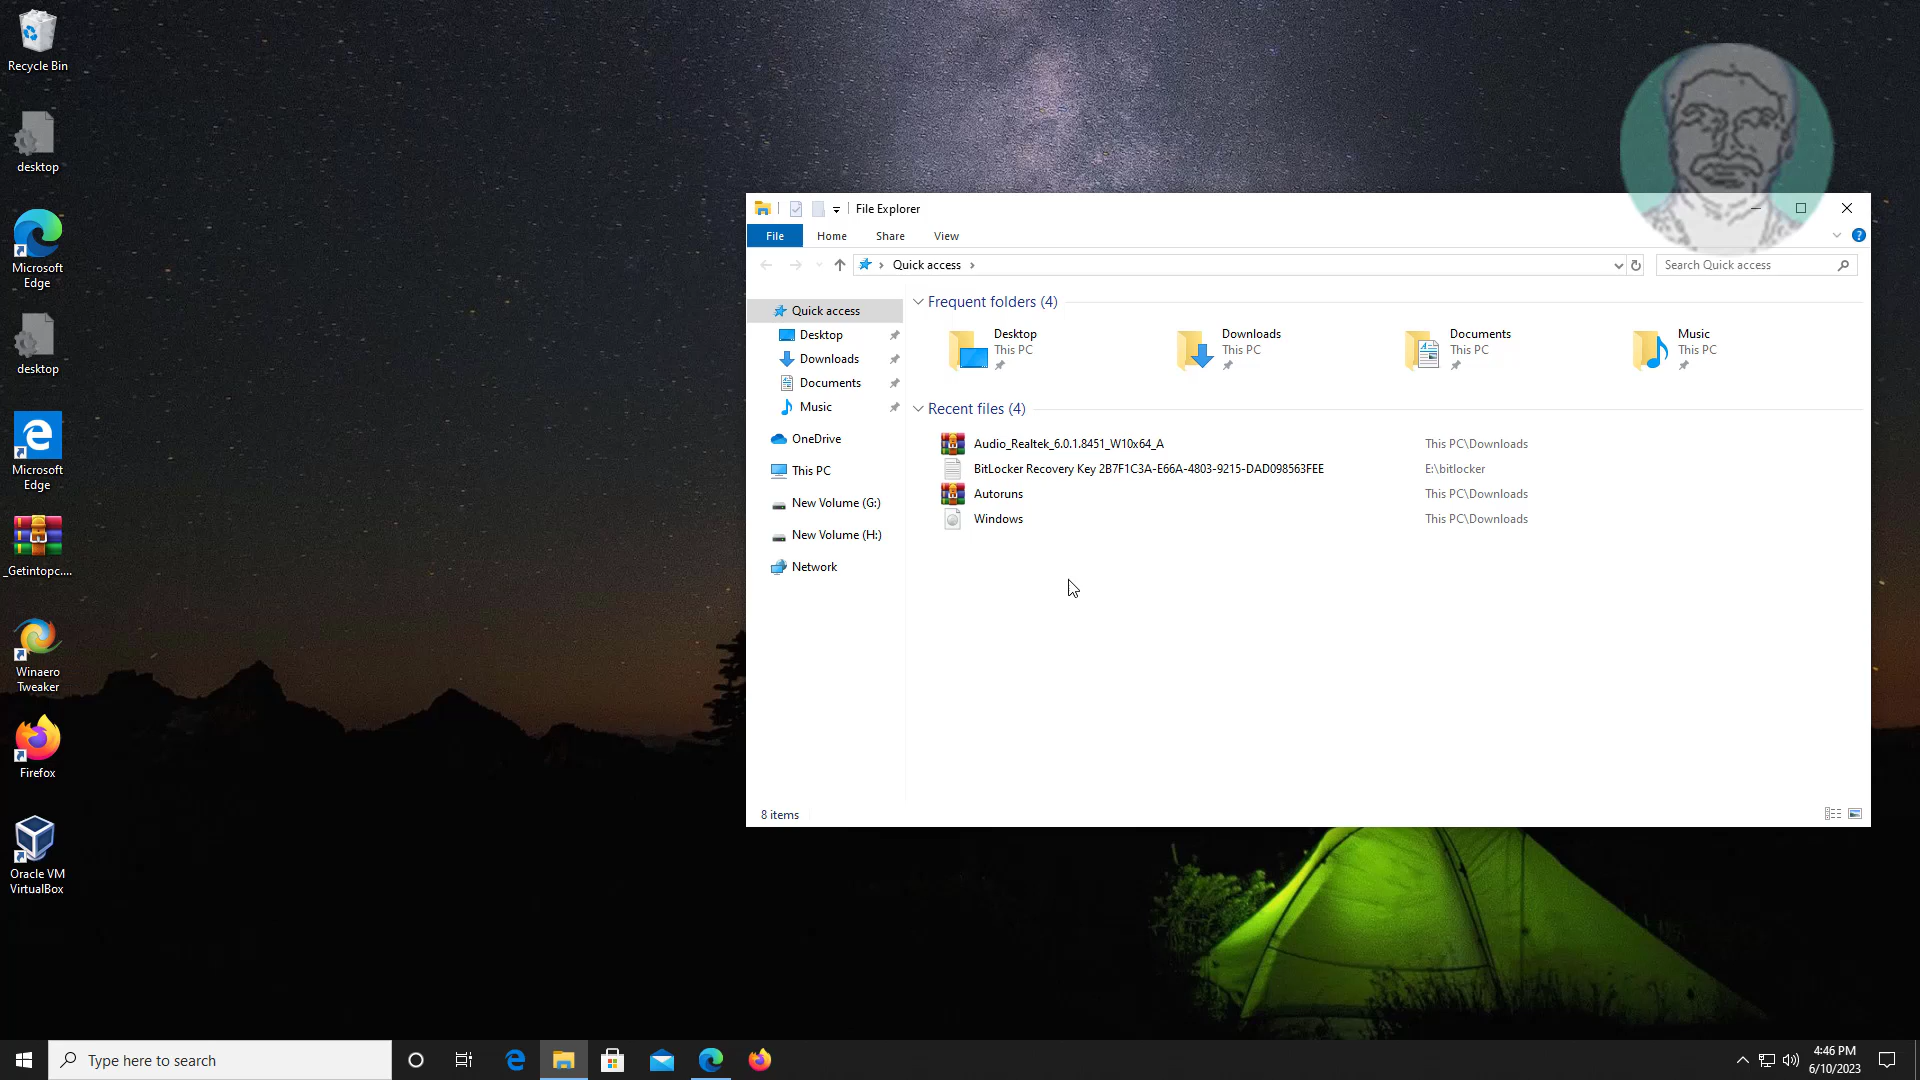 Recycle Bin
desktop
Microsoft
Edge
desktop
Microsoft
Edge
_Getintopc....
Winaero
Tweaker
Firefox
Oracle VM
VirtualBox
File Explorer
File Home Share View
Quick access
Search Quick access
Quick access
Desktop
Downloads
Documents
Music
OneDrive
This PC
New Volume (G:)
New Volume (H:)
Network
Frequent folders (4)
Desktop
This PC
Downloads
This PC
Documents
This PC
Music
This PC
Recent files (4)
Audio_Realtek_6.0.1.8451_W10x64_A This PC\Downloads
BitLocker Recovery Key 2B7F1C3A-E66A-4803-9215-DAD098563FEE E:\bitlocker
Autoruns This PC\Downloads
Windows This PC\Downloads
8 items
Type here to search
4:46 PM
6/10/2023